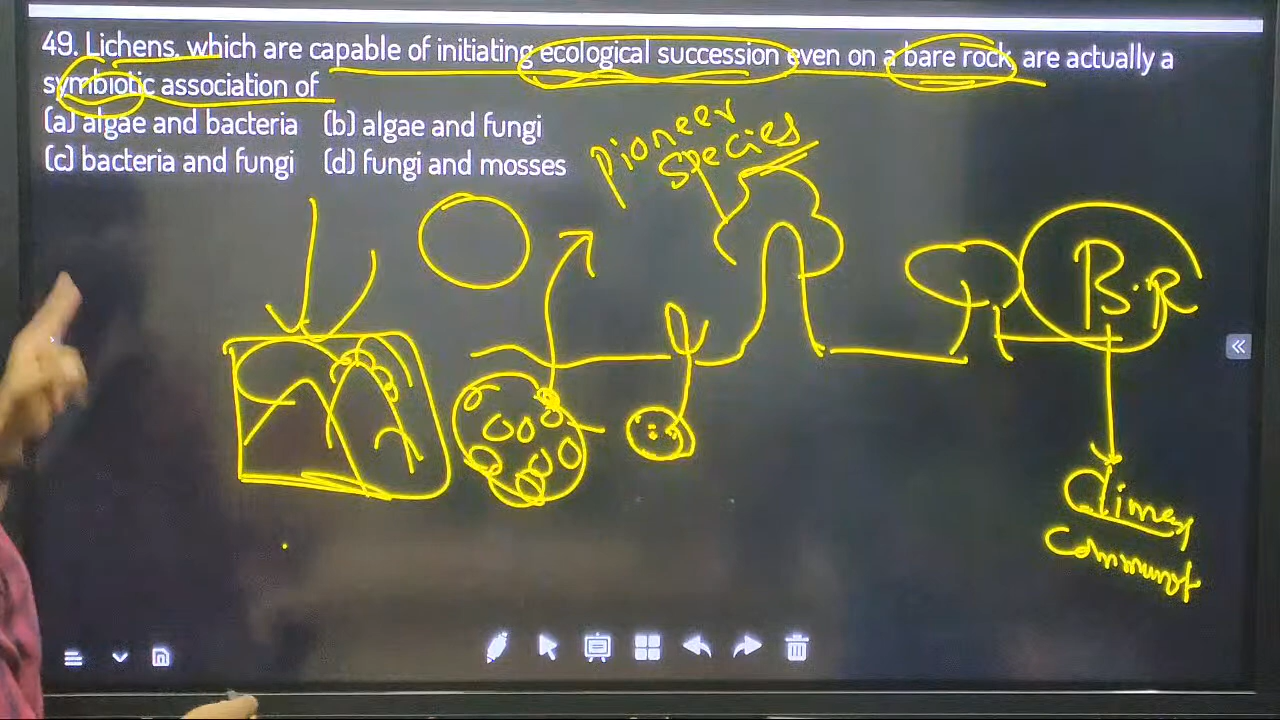 49. Lichens, which are capable of initiating ecological succession even on a bare rock, are actually a
symbiotic association of
(a) algae and bacteria (b) algae and fungi
(c) bacteria and fungi (d) fungi and mosses
pioneer
species
B.R
Climax